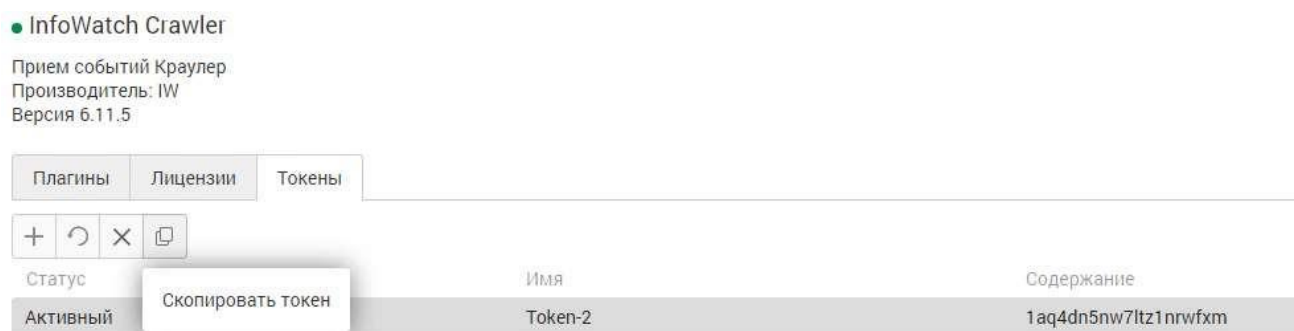 InfoWatch Crawler
Прием событий Краулер
Производитель: IW
Версия 6.11.5
Плагины Лицензии Токены
Статус Имя Содержание
Скопировать токен
Активный Token-2 1aq4dn5nw7ltz1nrwfxm